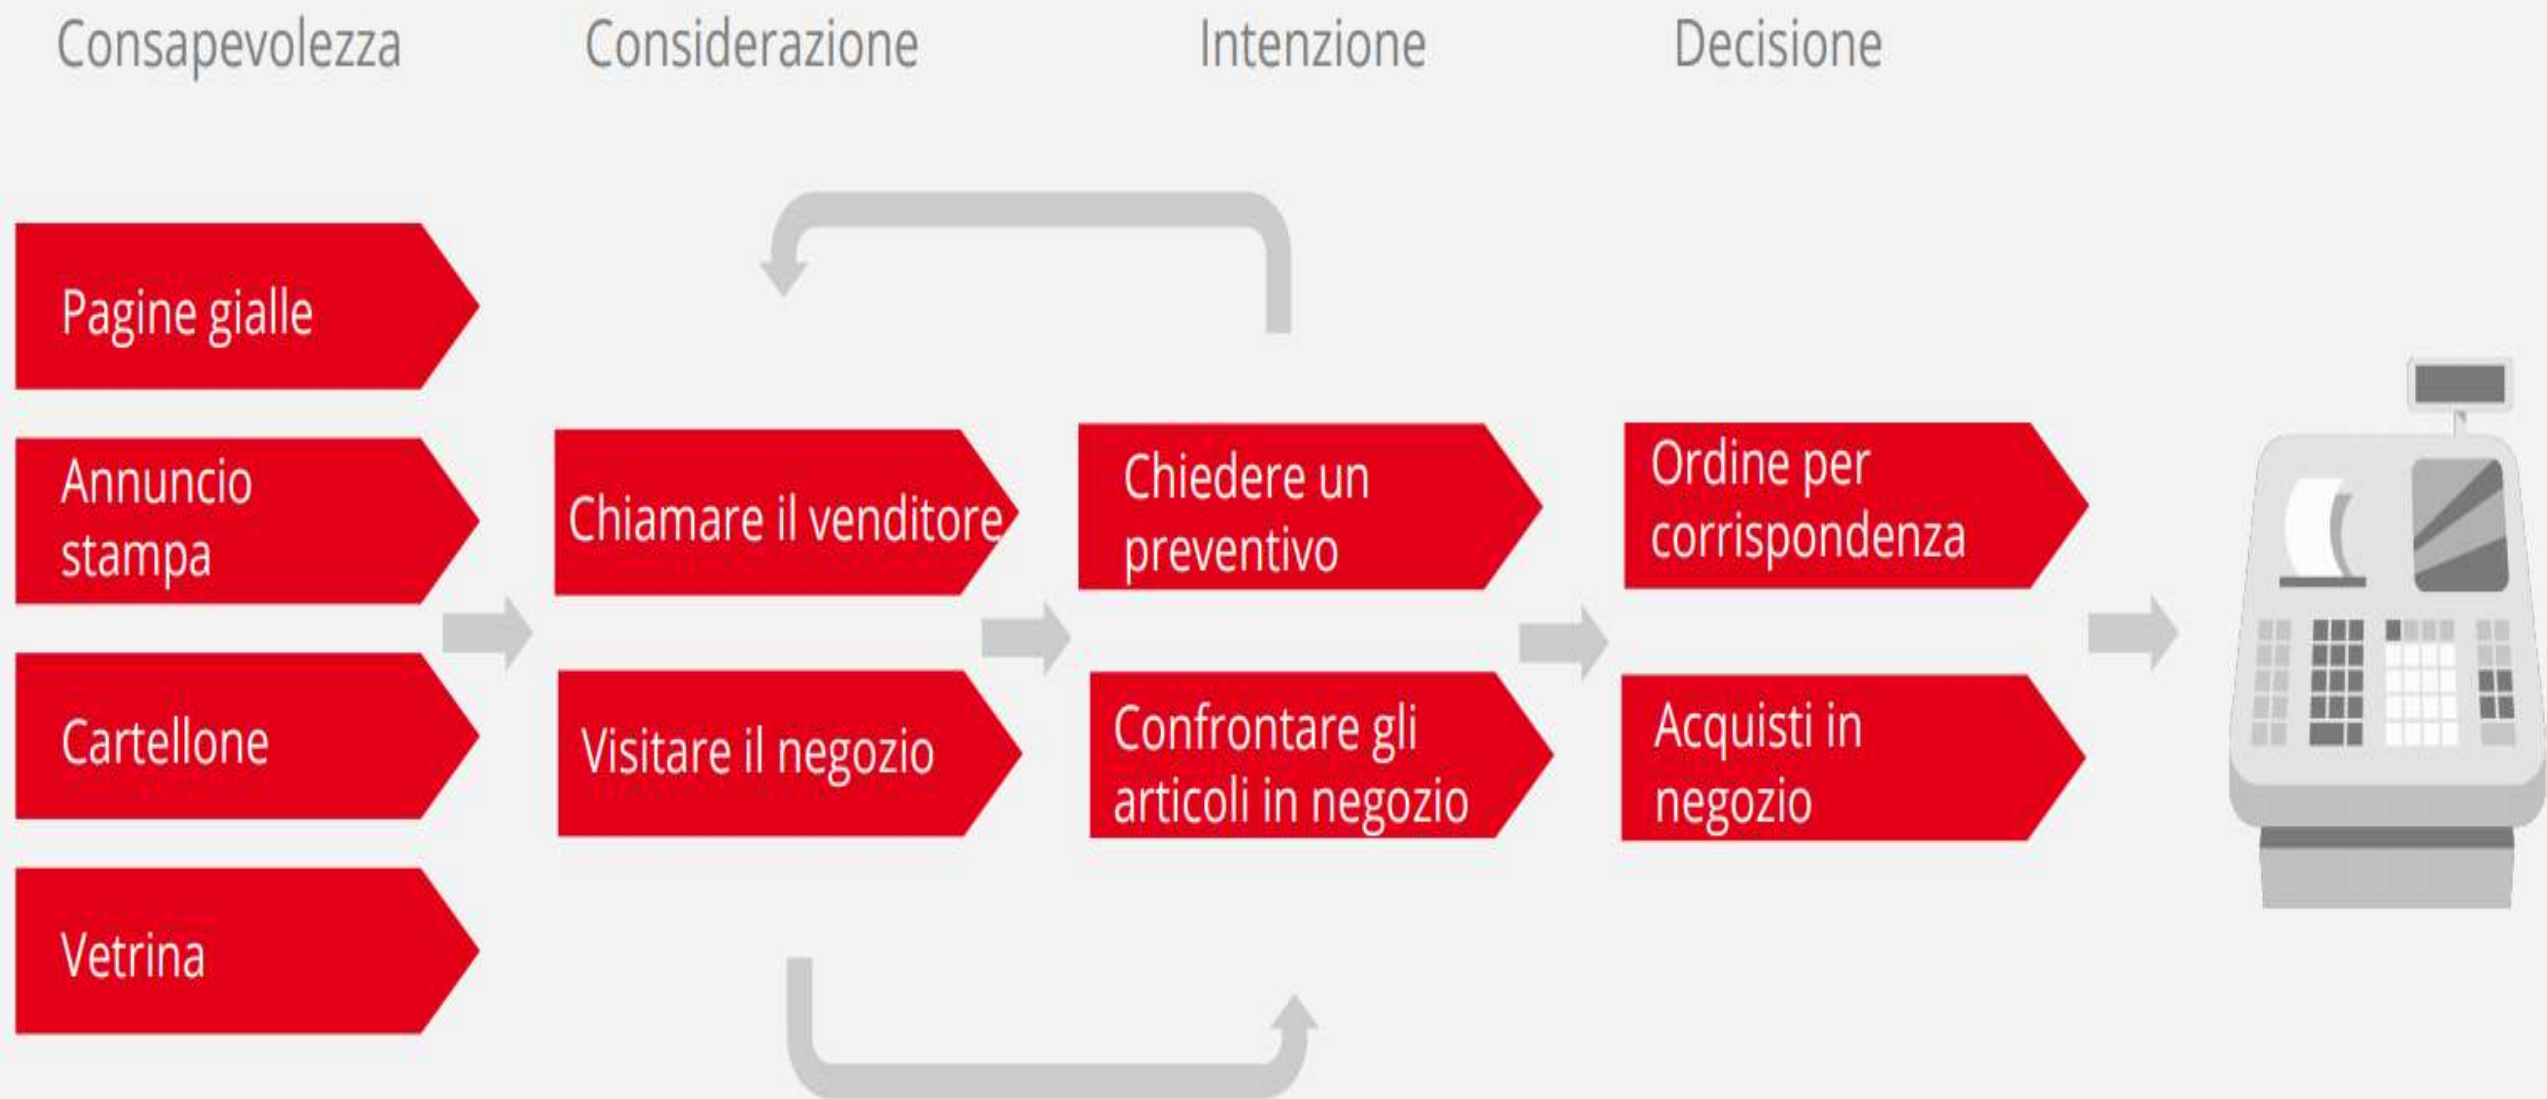 Consapevolezza
Considerazione
Intenzione
Decisione
Pagine gialle
Annuncio
stampa
Cartellone
Vetrina
Chiamare il venditore
Visitare il negozio
Chiedere un
preventivo
Confrontare gli
articoli in negozio
Ordine per
corrispondenza
Acquisti in
negozio